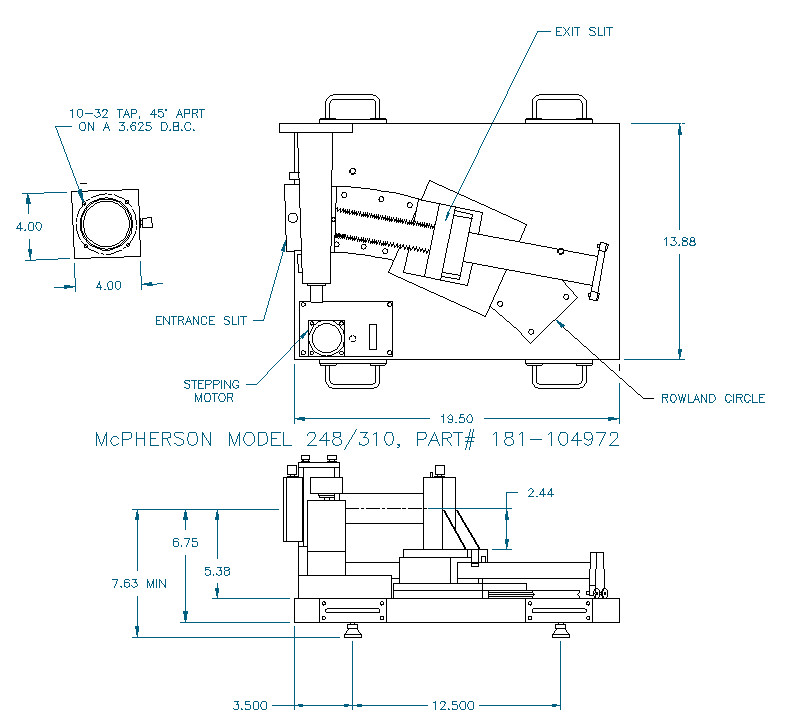 EXIT SLIT
10-32 TAP, 45° APRT
ON A 3.625 D.B.C.
4.00
4.00
13.88
ENTRANCE SLIT
STEPPING
MOTOR
ROWLAND CIRCLE
19.50
McPHERSON MODEL 248/310, PART# 181-104972
2.44
6.75
5.38
7.63 MIN
3.500
12.500